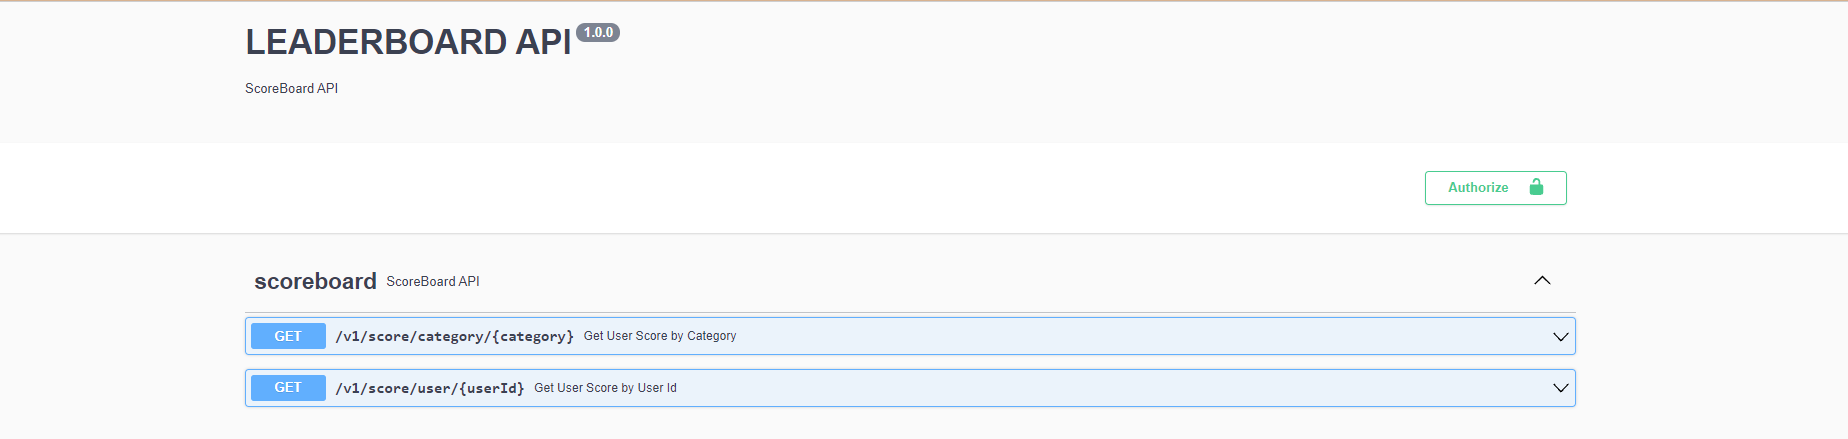 LEADERBOARD API 1.0.0
ScoreBoard API
Authorize
scoreboard ScoreBoard API
GET /v1/score/category/{category} Get User Score by Category
GET /v1/score/user/{userId} Get User Score by User Id